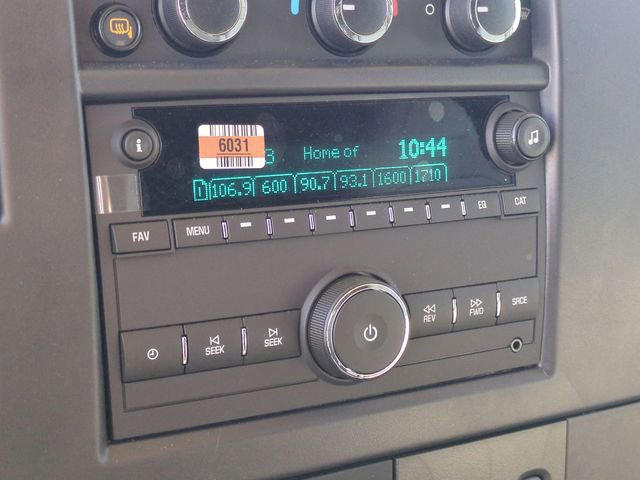 6031
3 Home of 10:44
1 106.9 600 90.7 93.1 1600 1710
i
FAV MENU EQ CAT
SEEK SEEK REV FWD SRCE